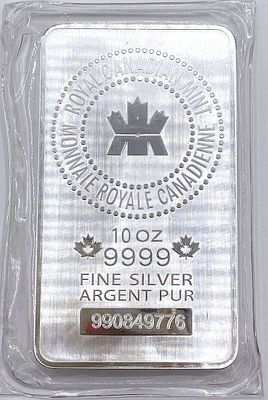 ROYAL CANADIAN MINT
MONNAIE ROYALE CANADIENNE
10 OZ
9999
FINE SILVER
ARGENT PUR
990849776